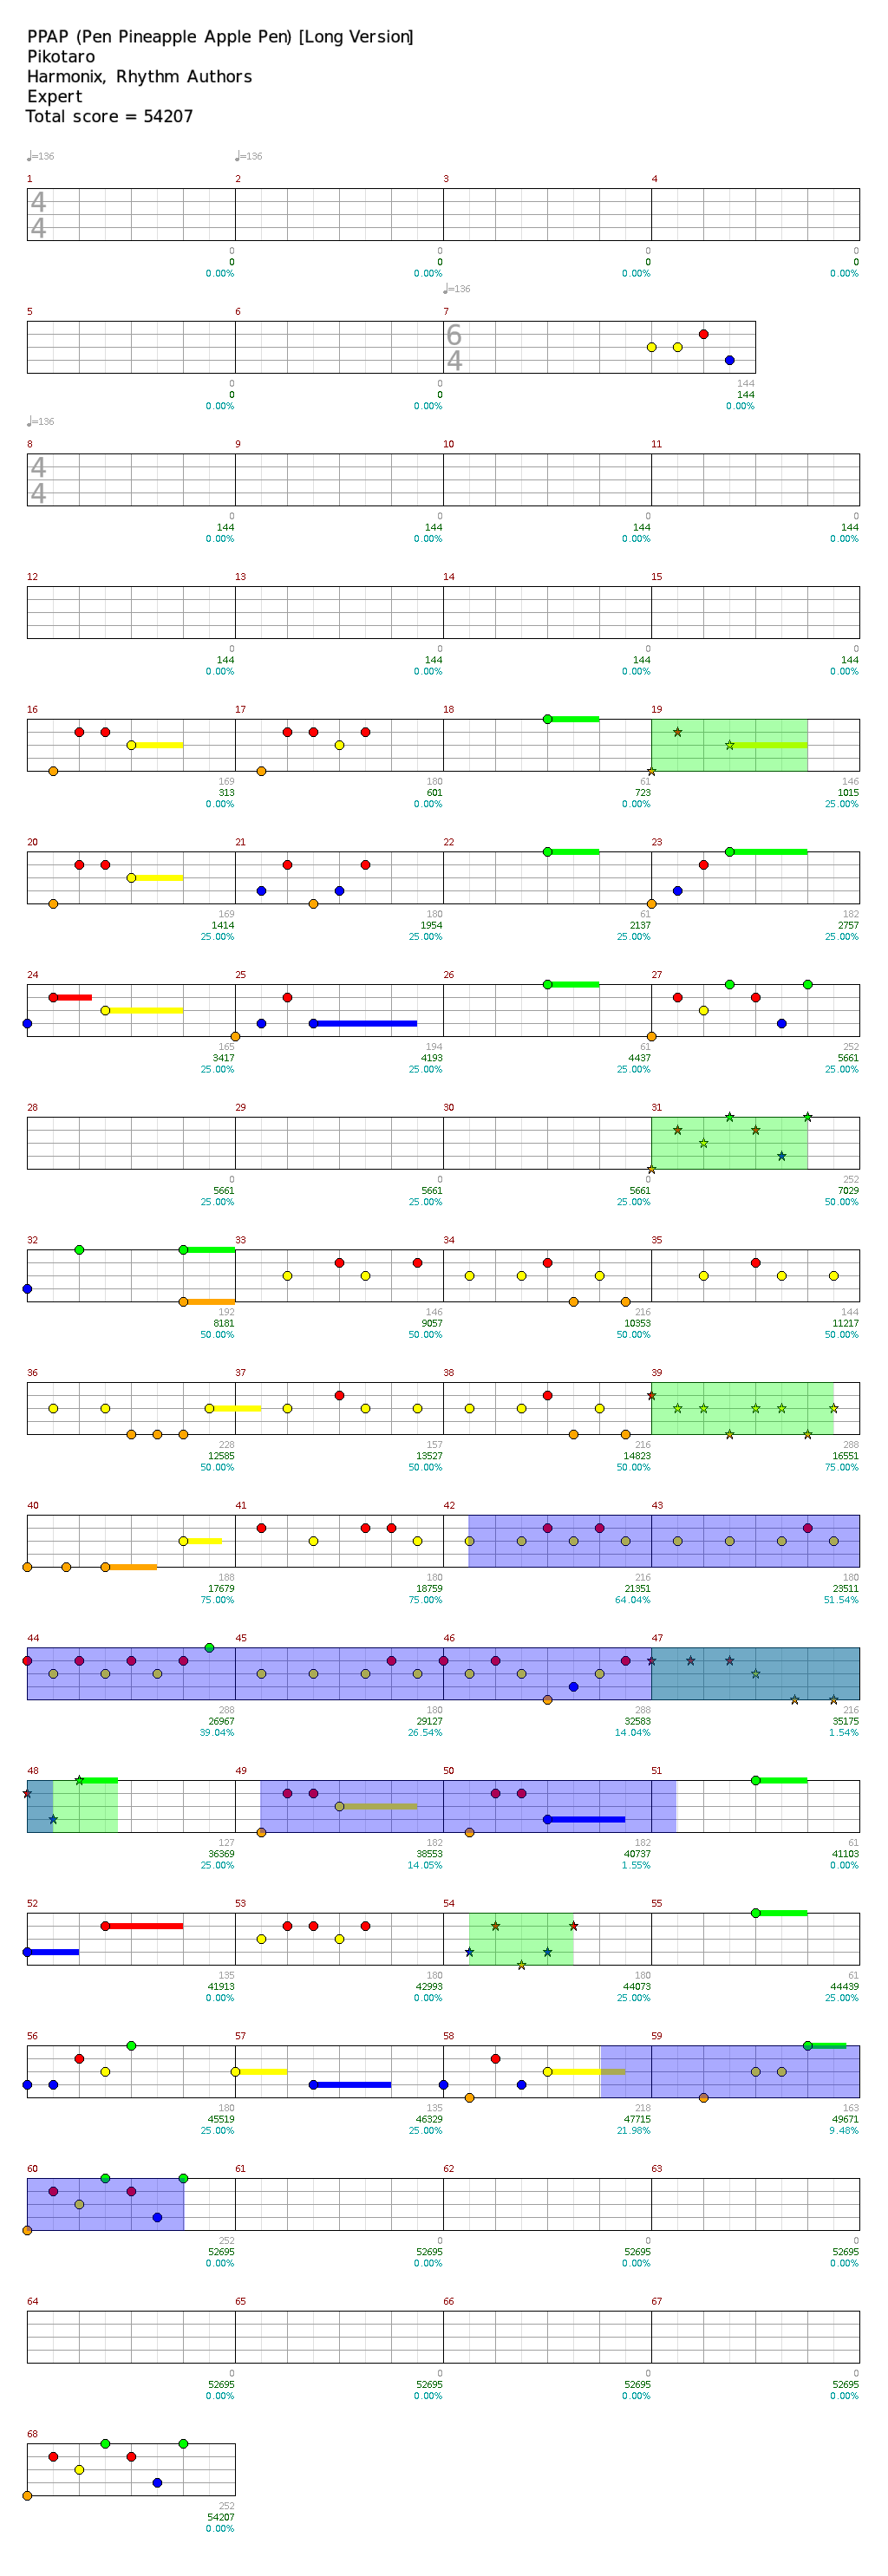 PPAP (Pen Pineapple Apple Pen) [Long Version]
Pikotaro
Harmonix, Rhythm Authors
Expert
Total score = 54207
♩=136 ♩=136
1 2 3 4
4
4
0 0 0 0
0 0 0 0
0.00% 0.00% 0.00% 0.00%
♩=136
5 6 7
6
4
0 0 144
0 0 144
0.00% 0.00% 0.00%
♩=136
8 9 10 11
4
4
0 0 0 0
144 144 144 144
0.00% 0.00% 0.00% 0.00%
12 13 14 15
0 0 0 0
144 144 144 144
0.00% 0.00% 0.00% 0.00%
16 17 18 19
169 180 61 146
313 601 723 1015
0.00% 0.00% 0.00% 25.00%
20 21 22 23
169 180 61 182
1414 1954 2137 2757
25.00% 25.00% 25.00% 25.00%
24 25 26 27
165 194 61 252
3417 4193 4437 5661
25.00% 25.00% 25.00% 25.00%
28 29 30 31
0 0 0 252
5661 5661 5661 7029
25.00% 25.00% 25.00% 50.00%
32 33 34 35
192 146 216 144
8181 9057 10353 11217
50.00% 50.00% 50.00% 50.00%
36 37 38 39
228 157 216 288
12585 13527 14823 16551
50.00% 50.00% 50.00% 75.00%
40 41 42 43
188 180 216 180
17679 18759 21351 23511
75.00% 75.00% 64.04% 51.54%
44 45 46 47
288 180 288 216
26967 29127 32583 35175
39.04% 26.54% 14.04% 1.54%
48 49 50 51
127 182 182 61
36369 38553 40737 41103
25.00% 14.05% 1.55% 0.00%
52 53 54 55
135 180 180 61
41913 42993 44073 44439
0.00% 0.00% 25.00% 25.00%
56 57 58 59
180 135 218 163
45519 46329 47715 49671
25.00% 25.00% 21.98% 9.48%
60 61 62 63
252 0 0 0
52695 52695 52695 52695
0.00% 0.00% 0.00% 0.00%
64 65 66 67
0 0 0 0
52695 52695 52695 52695
0.00% 0.00% 0.00% 0.00%
68
252
54207
0.00%